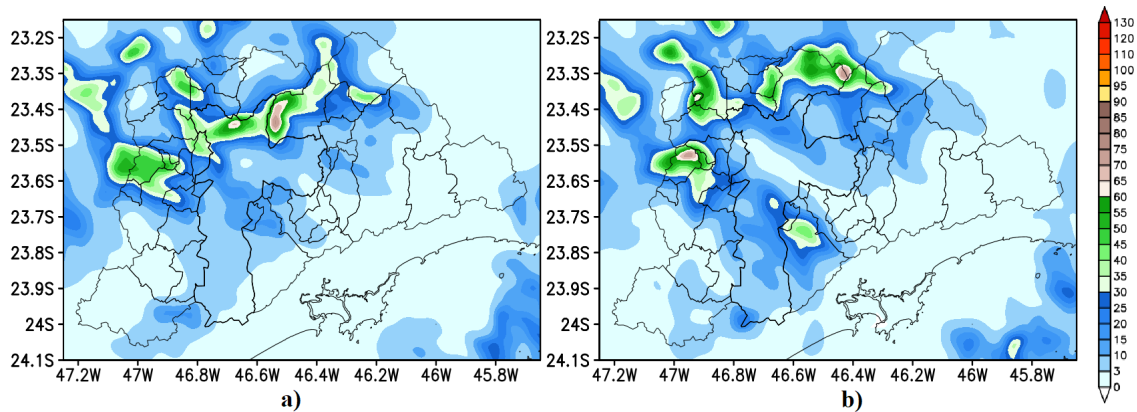 23.2S
23.3S
23.4S
23.5S
23.6S
23.7S
23.8S
23.9S
24S
24.1S
47.2W 47W 46.8W 46.6W 46.4W 46.2W 46W 45.8W
a)
23.2S
23.3S
23.4S
23.5S
23.6S
23.7S
23.8S
23.9S
24S
24.1S
47.2W 47W 46.8W 46.6W 46.4W 46.2W 46W 45.8W
b)
130
120
110
100
95
90
85
80
75
70
65
60
55
50
45
40
35
30
25
20
15
10
5
3
0